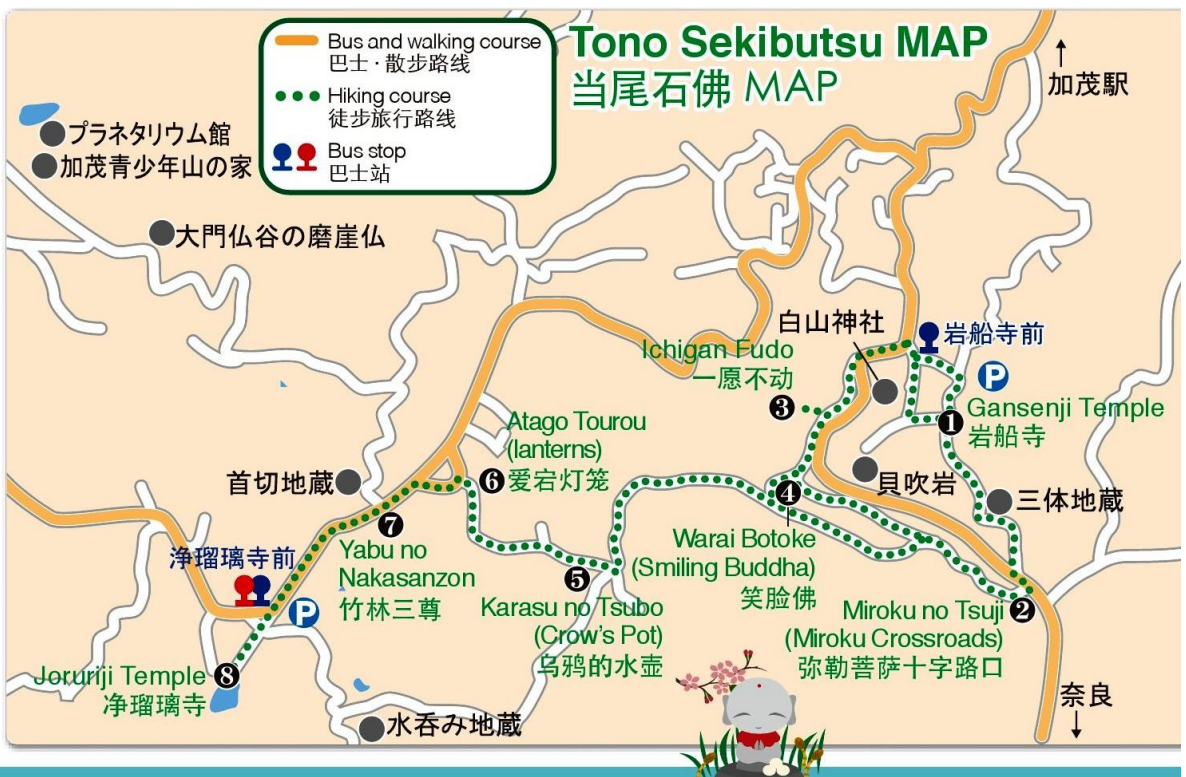 Tono Sekibutsu MAP
当尾石佛 MAP
Bus and walking course
巴士·散步路线
Hiking course
徒步旅行路线
Bus stop
巴士站
加茂駅
プラネタリウム館
加茂青少年山の家
大門仏谷の磨崖仏
白山神社
岩船寺前
Ichigan Fudo
一愿不动
3
P
1
Gansenji Temple
岩船寺
Atago Tourou
(lanterns)
6
爱宕灯笼
首切地蔵
貝吹岩
4
三体地蔵
7
Yabu no
Nakasanzon
竹林三尊
Warai Botoke
(Smiling Buddha)
笑脸佛
浄瑠璃寺前
P
5
Karasu no Tsubo
(Crow's Pot)
乌鸦的水壶
2
Miroku no Tsuji
(Miroku Crossroads)
弥勒菩萨十字路口
Joruriji Temple
8
净瑠璃寺
水呑み地蔵
奈良